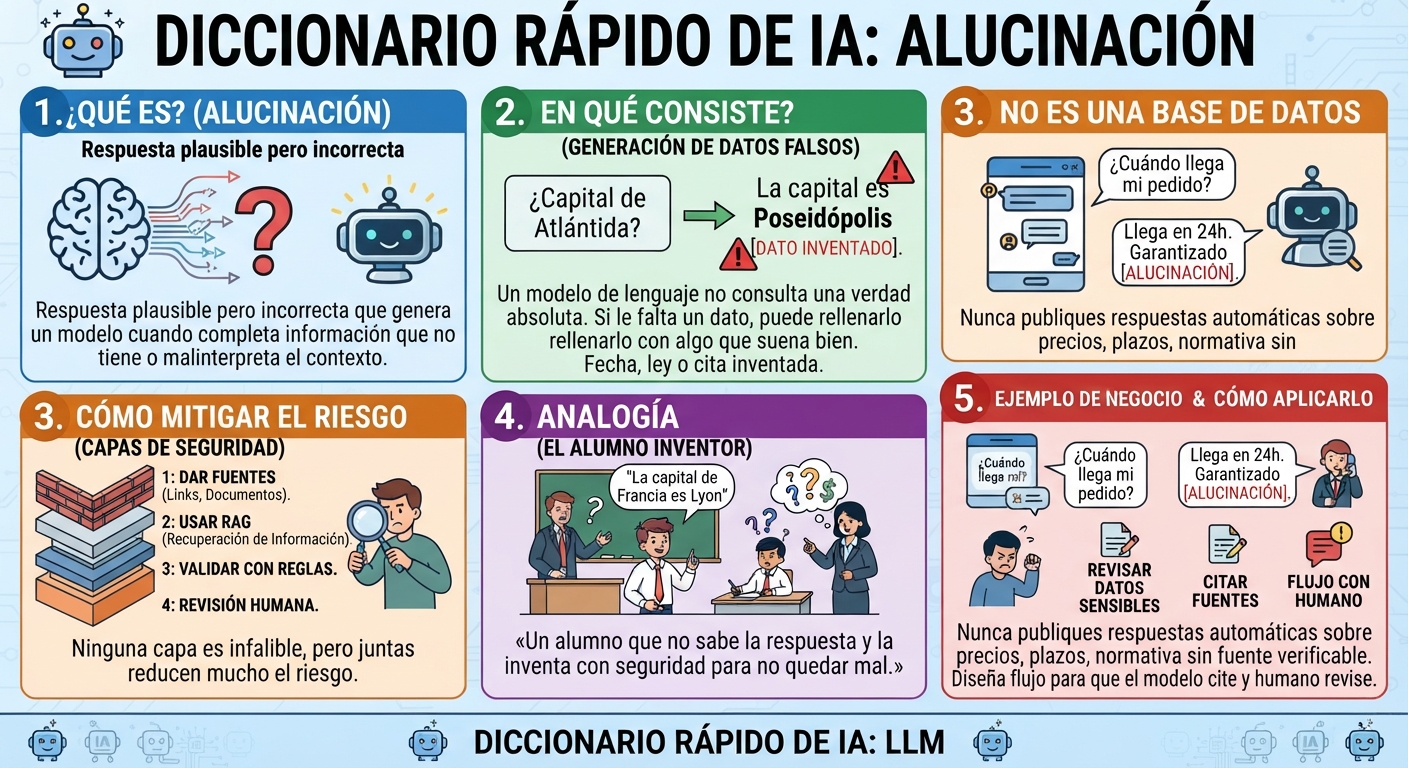 DICCIONARIO RÁPIDO DE IA: ALUCINACIÓN
1. ¿QUÉ ES? (ALUCINACIÓN)
Respuesta plausible pero incorrecta
?
Respuesta plausible pero incorrecta que genera
un modelo cuando completa información que no
tiene o malinterpreta el contexto.
2. EN QUÉ CONSISTE?
(GENERACIÓN DE DATOS FALSOS)
¿Capital de
Atlántida?
La capital es
Poseidópolis
[DATO INVENTADO].
Un modelo de lenguaje no consulta una verdad
absoluta. Si le falta un dato, puede rellenarlo
rellenarlo con algo que suena bien.
Fecha, ley o cita inventada.
3. NO ES UNA BASE DE DATOS
¿Cuándo llega
mi pedido?
Llega en 24h.
Garantizado
[ALUCINACIÓN].
Nunca publiques respuestas automáticas sobre
precios, plazos, normativa sin
3. CÓMO MITIGAR EL RIESGO
(CAPAS DE SEGURIDAD)
1: DAR FUENTES
(Links, Documentos).
2: USAR RAG
(Recuperación de Información).
3: VALIDAR CON REGLAS.
4: REVISIÓN HUMANA.
Ninguna capa es infalible, pero juntas
reducen mucho el riesgo.
4. ANALOGÍA
(EL ALUMNO INVENTOR)
"La capital de
Francia es Lyon"
«Un alumno que no sabe la respuesta y la
inventa con seguridad para no quedar mal.»
5. EJEMPLO DE NEGOCIO & CÓMO APLICARLO
¿Cuándo
llega
¿Cuándo
llega mi
pedido?
Llega en 24h.
Garantizado
[ALUCINACIÓN].
REVISAR
DATOS
SENSIBLES
CITAR
FUENTES
FLUJO CON
HUMANO
Nunca publiques respuestas automáticas sobre
precios, plazos, normativa sin fuente verificable.
Diseña flujo para que el modelo cite y humano revise.
IA
DICCIONARIO RÁPIDO DE IA: LLM
IA